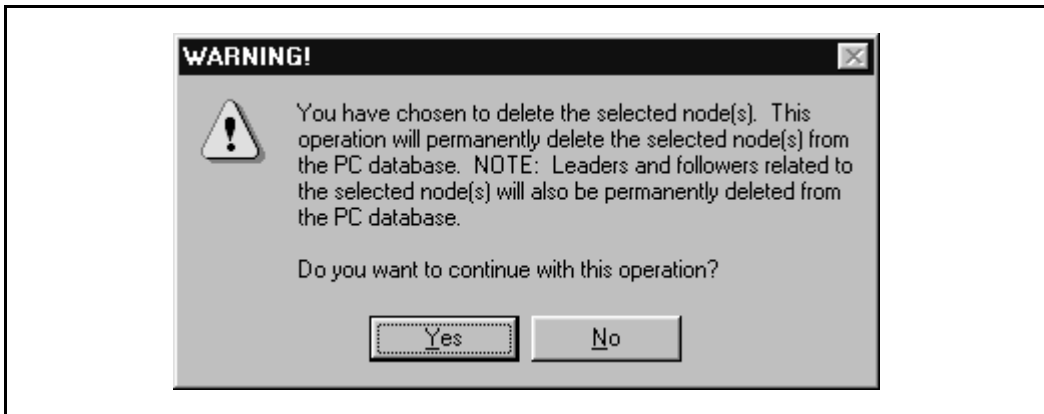 WARNING!
You have chosen to delete the selected node(s).  This
operation will permanently delete the selected node(s) from
the PC database.  NOTE:  Leaders and followers related to
the selected node(s) will also be permanently deleted from
the PC database.
Do you want to continue with this operation?
Yes
No